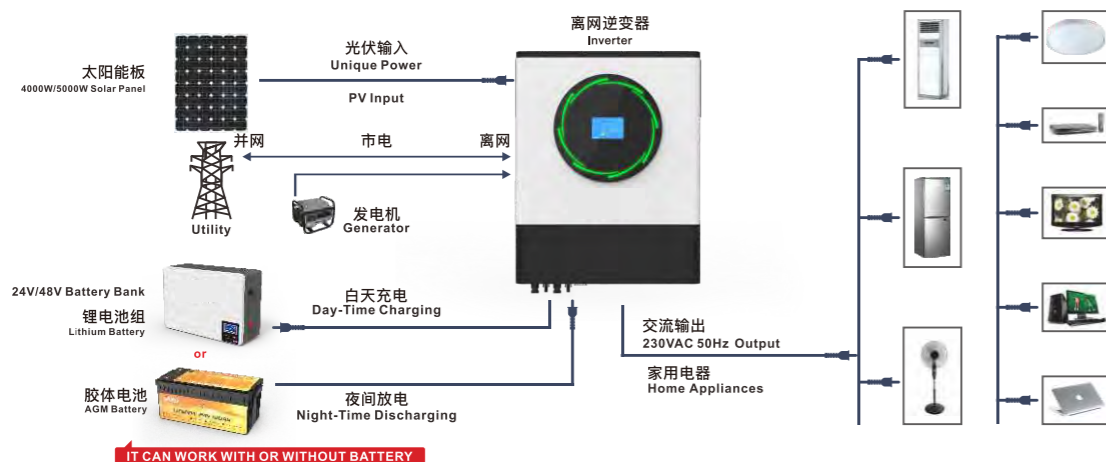 太阳能板
4000W/5000W Solar Panel
光伏输入
Unique Power
PV Input
离网逆变器
Inverter
并网
市电
离网
Utility
发电机
Generator
24V/48V Battery Bank
锂电池组
Lithium Battery
or
胶体电池
AGM Battery
白天充电
Day-Time Charging
夜间放电
Night-Time Discharging
交流输出
230VAC 50Hz Output
家用电器
Home Appliances
IT CAN WORK WITH OR WITHOUT BATTERY